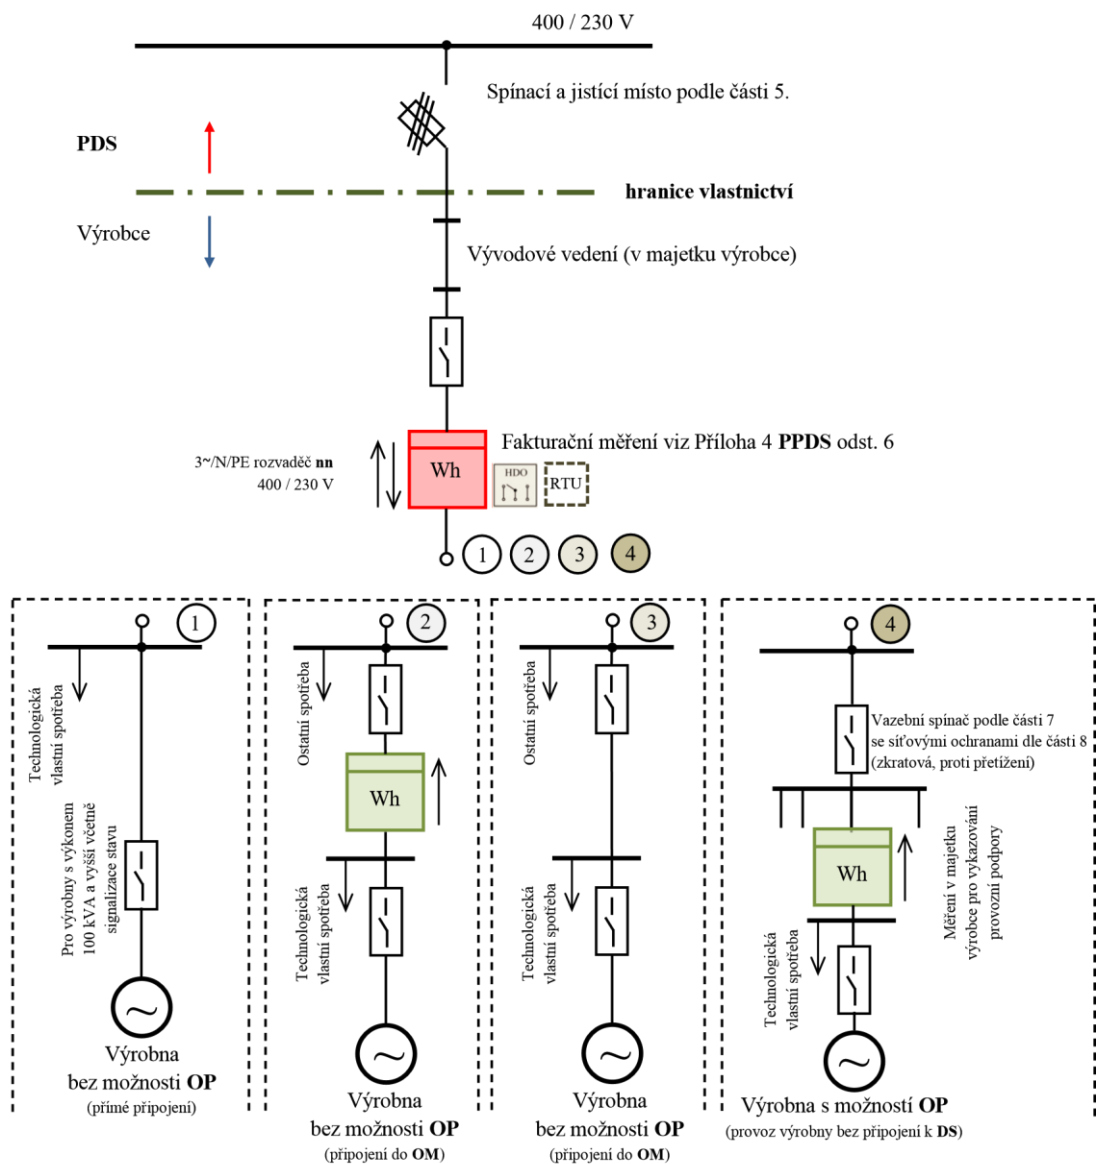 400 / 230 V
Spínací a jistící místo podle části 5.
PDS
hranice vlastnictví
Výrobce
Vývodové vedení (v majetku výrobce)
Fakturační měření viz Příloha 4 PPDS odst. 6
3~/N/PE rozvaděč nn
400 / 230 V
Wh
HDO
RTU
1
2
3
4
1
Technologická
vlastní spotřeba
Pro výrobny s výkonem
100 kVA a vyšší včetně
signalizace stavu
Výrobna
bez možnosti OP
(přímé připojení)
2
Ostatní spotřeba
Wh
Technologická
vlastní spotřeba
Výrobna
bez možnosti OP
(připojení do OM)
3
Ostatní spotřeba
Technologická
vlastní spotřeba
Výrobna
bez možnosti OP
(připojení do OM)
4
Vazební spínač podle části 7
se síťovými ochranami dle části 8
(zkratová, proti přetížení)
Wh
Měření v majetku
výrobce pro vykazování
provozní podpory
Technologická
vlastní spotřeba
Výrobna s možností OP
(provoz výrobny bez připojení k DS)